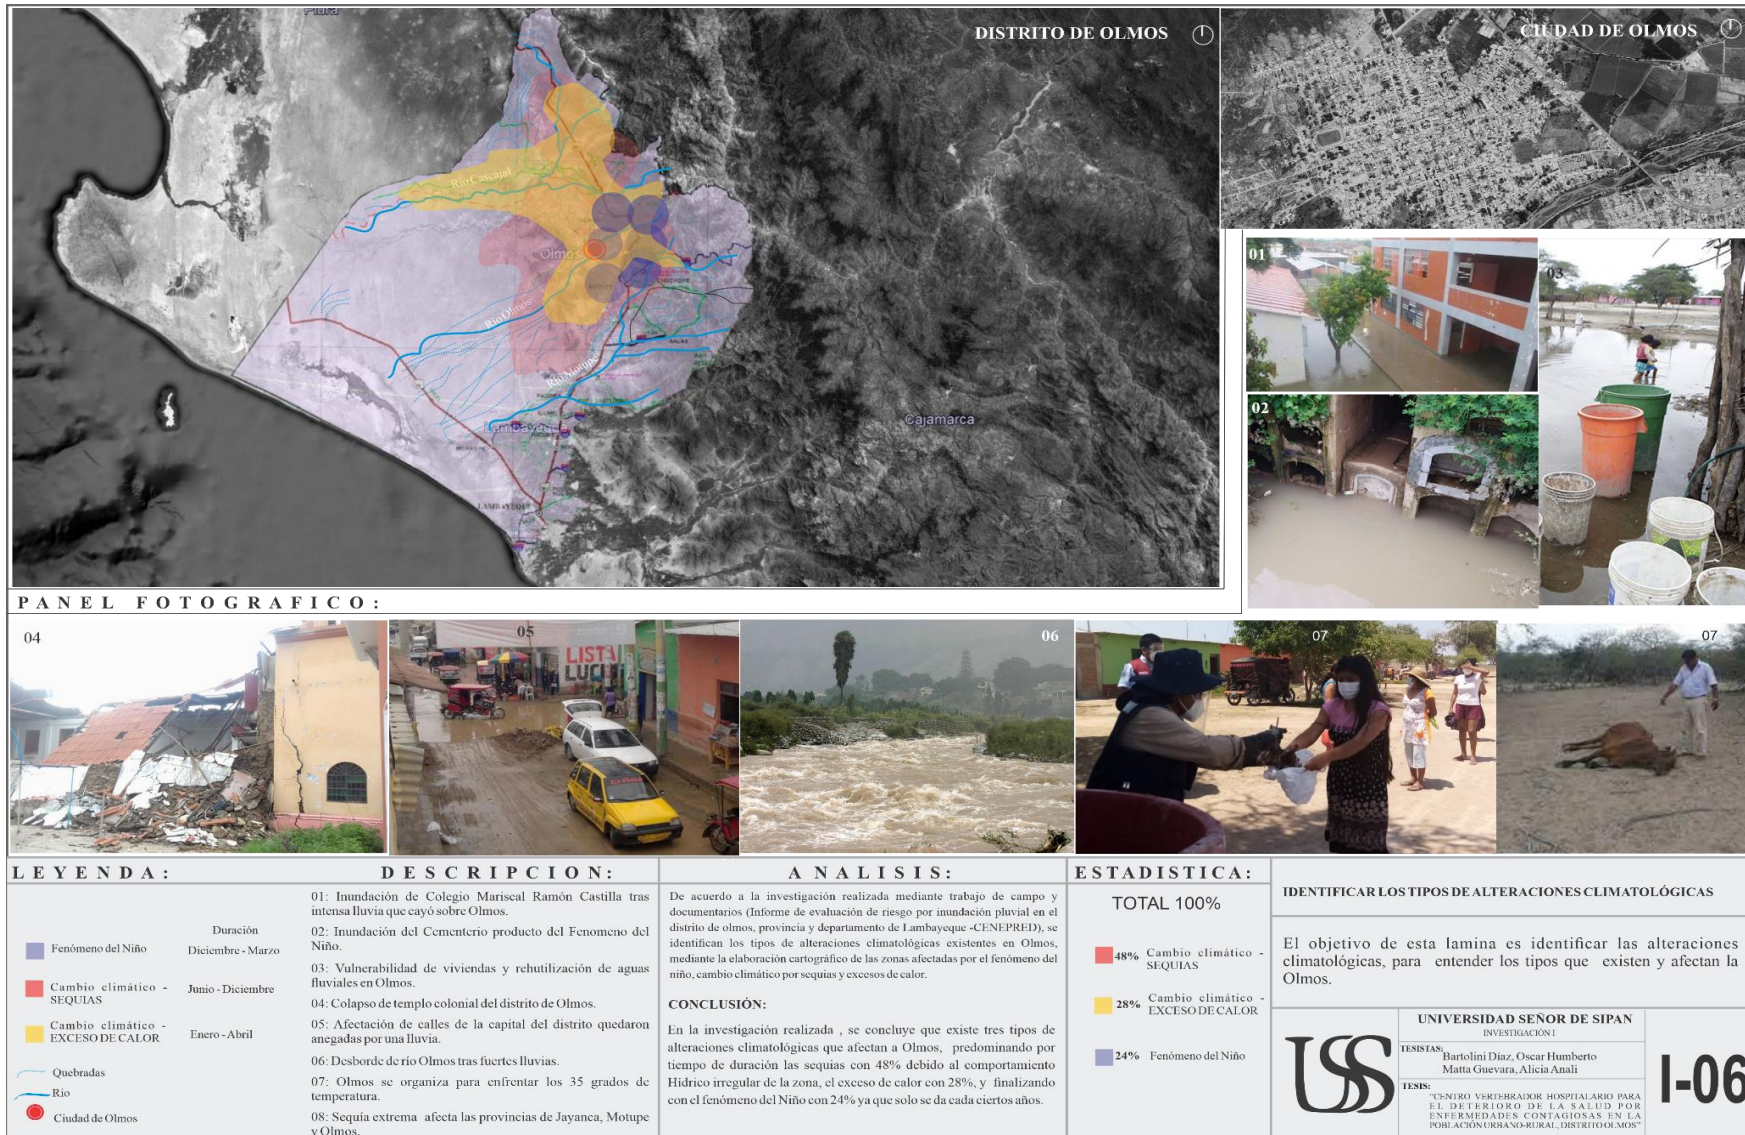 Piura
DISTRITO DE OLMOS
CIUDAD DE OLMOS
Río Cascajal
Olmos
Río Olmos
Río Motupe
SALAS
Lambayeque
LAMBAYEQUE
Cajamarca
01
02
03
PANEL FOTOGRAFICO:
04
05
LISTA
06
07
07
LEYENDA:
Duración
Fenómeno del Niño
Diciembre - Marzo
Cambio climático -
SEQUIAS
Junio - Diciembre
Cambio climático -
EXCESO DE CALOR
Enero - Abril
Quebradas
Rio
Ciudad de Olmos
DESCRIPCION:
01: Inundación de Colegio Mariscal Ramón Castilla tras
intensa lluvia que cayó sobre Olmos.
02: Inundación del Cementerio producto del Fenomeno del
Niño.
03: Vulnerabilidad de viviendas y rehutilización de aguas
fluviales en Olmos.
04: Colapso de templo colonial del distrito de Olmos.
05: Afectación de calles de la capital del distrito quedaron
anegadas por una lluvia.
06: Desborde de río Olmos tras fuertes lluvias.
07: Olmos se organiza para enfrentar los 35 grados de
temperatura.
08: Sequía extrema afecta las provincias de Jayanca, Motupe
y Olmos.
ANALISIS:
De acuerdo a la investigación realizada mediante trabajo de campo y
documentarios (Informe de evaluación de riesgo por inundación pluvial en el
distrito de olmos, provincia y departamento de Lambayeque -CENEPRED), se
identifican los tipos de alteraciones climatológicas existentes en Olmos,
mediante la elaboración cartográfico de las zonas afectadas por el fenómeno del
niño, cambio climático por sequias y excesos de calor.
CONCLUSIÓN:
En la investigación realizada , se concluye que existe tres tipos de
alteraciones climatológicas que afectan a Olmos, predominando por
tiempo de duración las sequias con 48% debido al comportamiento
Hídrico irregular de la zona, el exceso de calor con 28%, y finalizando
con el fenómeno del Niño con 24% ya que solo se da cada ciertos años.
ESTADISTICA:
TOTAL 100%
48% Cambio climático -
SEQUIAS
28% Cambio climático -
EXCESO DE CALOR
24% Fenómeno del Niño
IDENTIFICAR LOS TIPOS DE ALTERACIONES CLIMATOLÓGICAS
El objetivo de esta lamina es identificar las alteraciones
climatológicas, para entender los tipos que existen y afectan la
Olmos.
USS
UNIVERSIDAD SEÑOR DE SIPAN
INVESTIGACIÓN I
TESISTAS:
Bartolini Díaz, Oscar Humberto
Matta Guevara, Alicia Anali
TESIS:
"CENTRO VERTEBRADOR HOSPITALARIO PARA
EL DETERIORO DE LA SALUD POR
ENFERMEDADES CONTAGIOSAS EN LA
POBLACIÓN URBANO-RURAL, DISTRITO OLMOS"
I-06